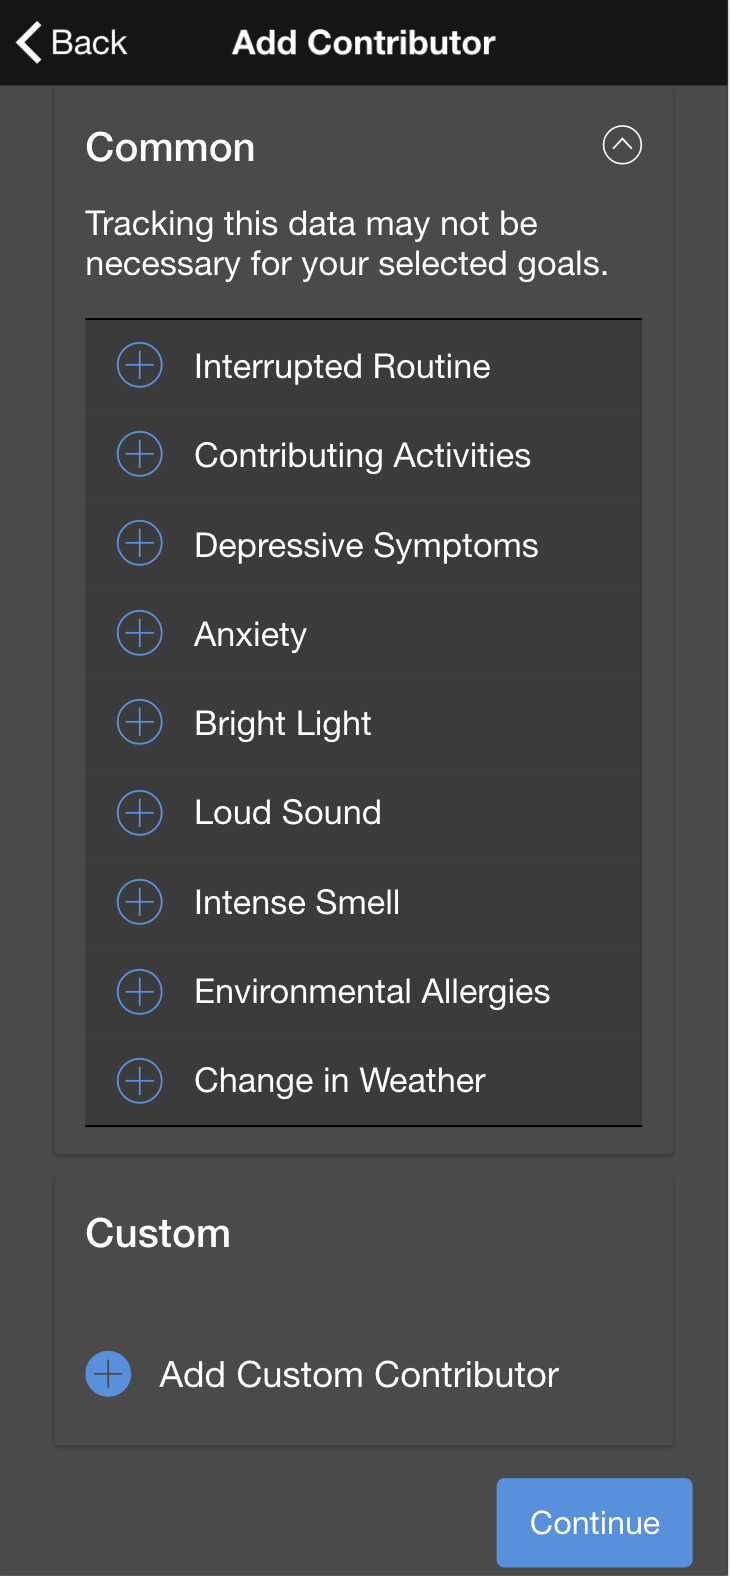 Back
Add Contributor
Common
Tracking this data may not be
necessary for your selected goals.
Interrupted Routine
Contributing Activities
Depressive Symptoms
Anxiety
Bright Light
Loud Sound
Intense Smell
Environmental Allergies
Change in Weather
Custom
Add Custom Contributor
Continue